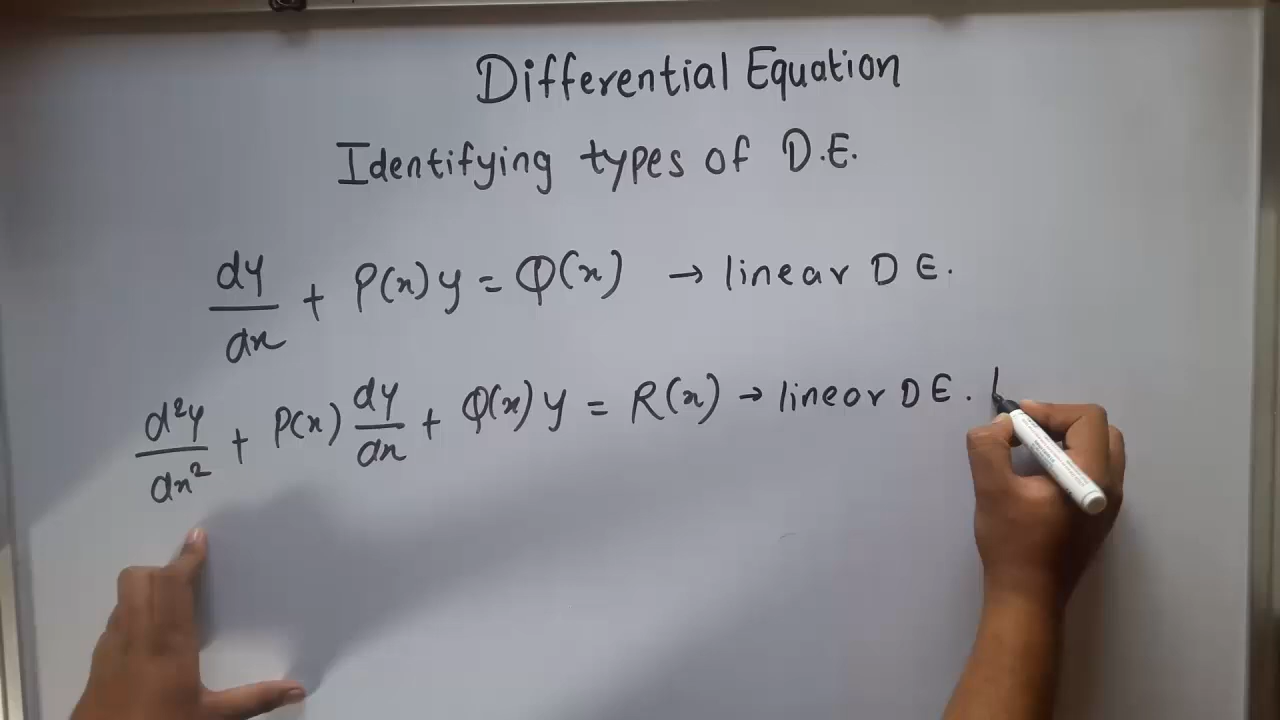 Differential Equation
Identifying types of D.E.
dy/dx + P(x)y = Q(x) → linear D E.
d²y/dx² + P(x) dy/dx + Q(x)y = R(x) → linear D E.